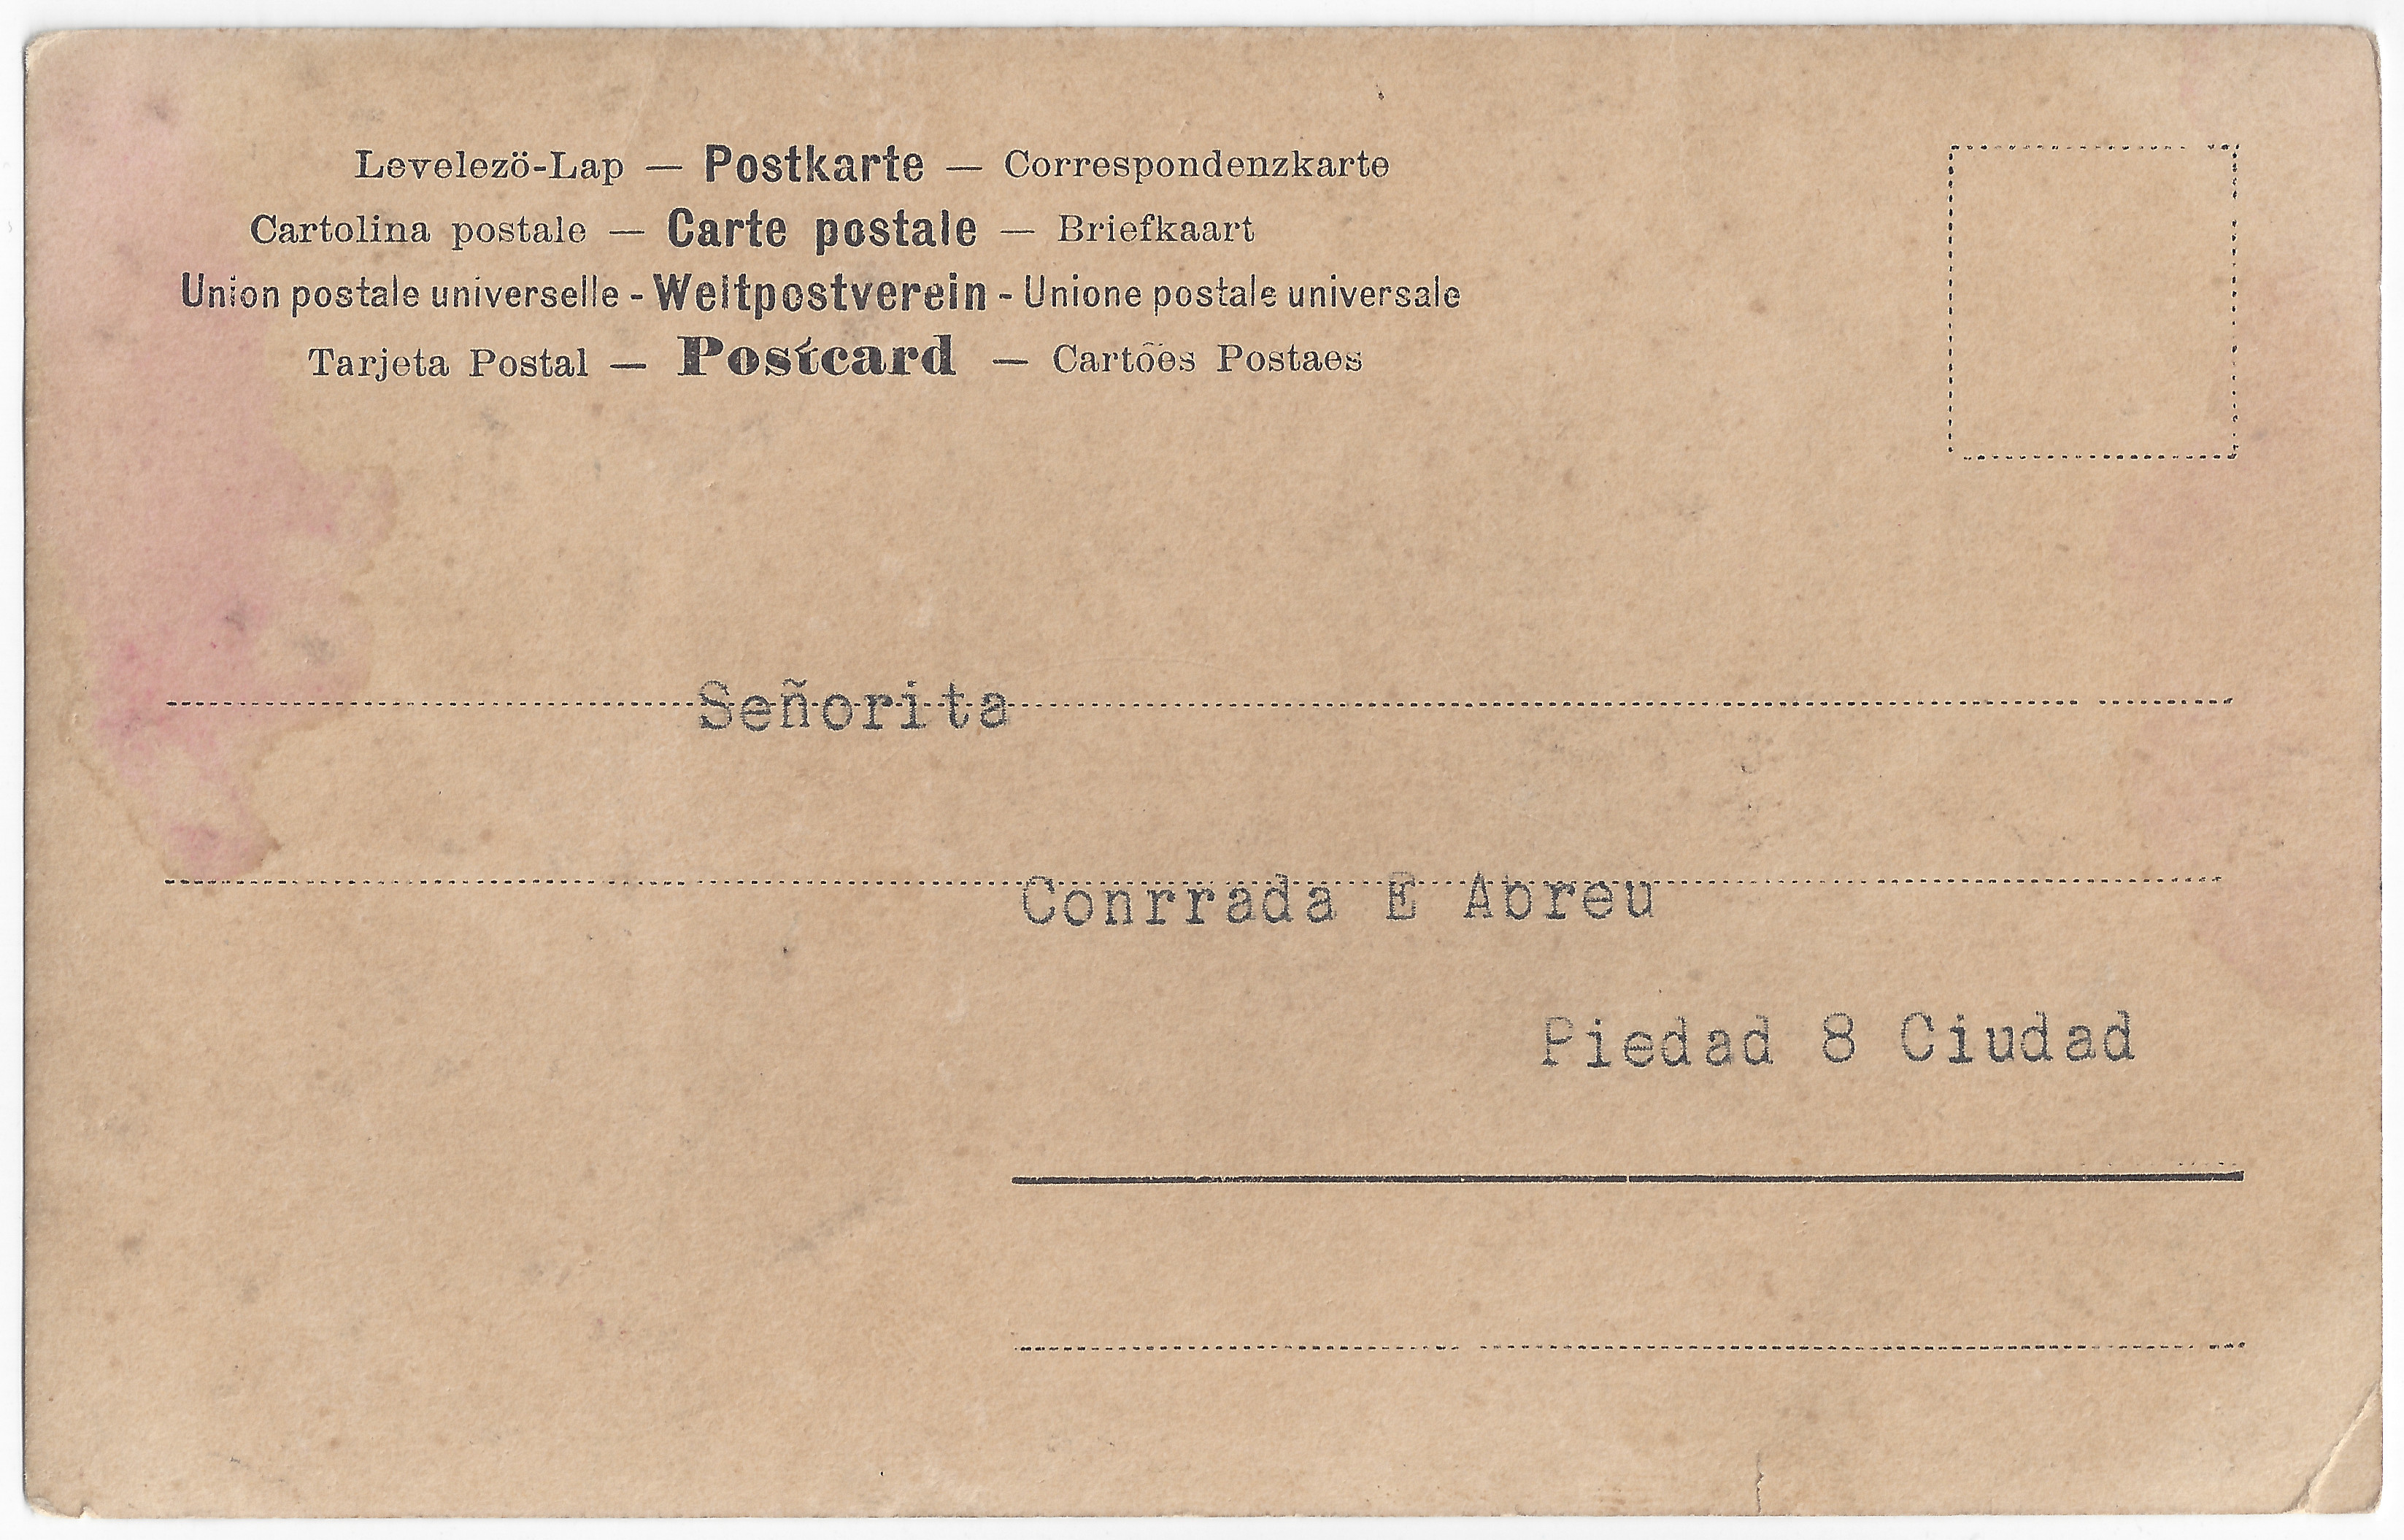 Levelezö-Lap — Postkarte — Correspondenzkarte
Cartolina postale — Carte postale — Briefkaart
Union postale universelle - Weltpostverein - Unione postale universale
Tarjeta Postal — Postcard — Cartões Postaes
Señorita
Conrrada E Abreu
Piedad 8 Ciudad